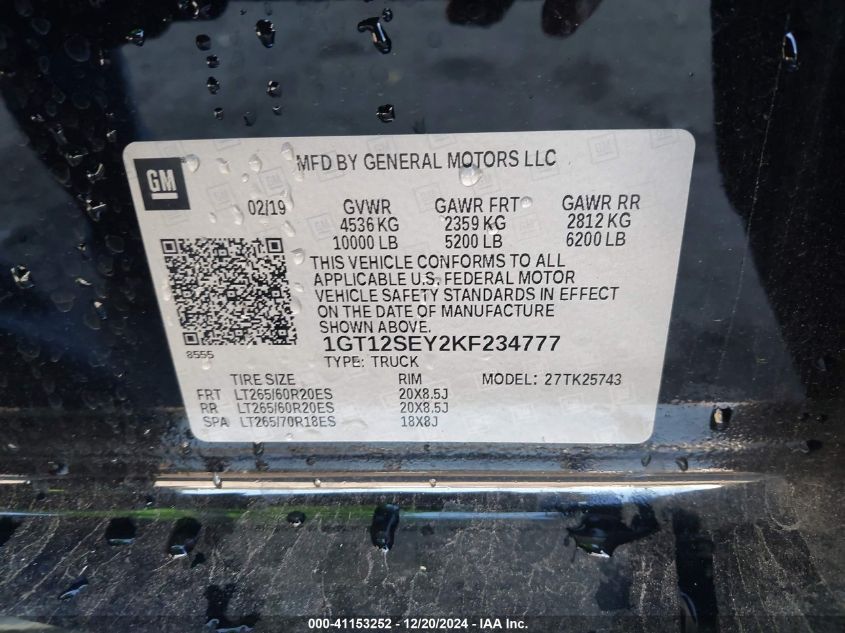 MFD BY GENERAL MOTORS LLC
GM
02/19 GVWR GAWR FRT GAWR RR
4536 KG 2359 KG 2812 KG
10000 LB 5200 LB 6200 LB
THIS VEHICLE CONFORMS TO ALL
APPLICABLE U.S. FEDERAL MOTOR
VEHICLE SAFETY STANDARDS IN EFFECT
ON THE DATE OF MANUFACTURE
SHOWN ABOVE.
1GT12SEY2KF234777
8555
TYPE: TRUCK
TIRE SIZE RIM MODEL: 27TK25743
FRT LT265/60R20ES 20X8.5J
RR LT265/60R20ES 20X8.5J
SPA LT265/70R18ES 18X8J
000-41153252 - 12/20/2024 - IAA Inc.